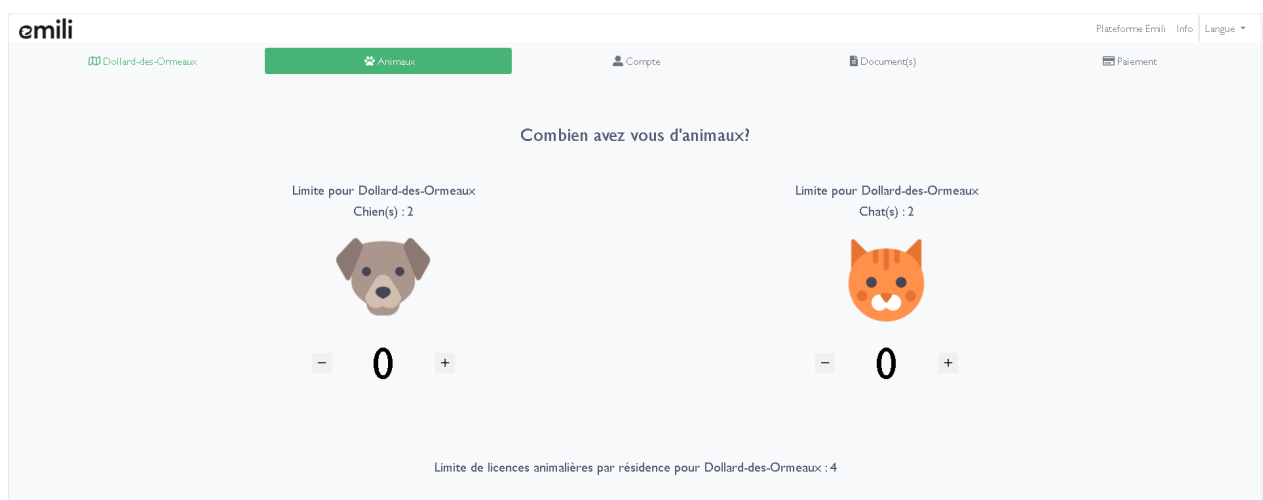 emili
Plateforme Emili Info Langue
Dollard-des-Ormeaux Animaux Compte Document(s) Paiement
Combien avez vous d'animaux?
Limite pour Dollard-des-Ormeaux
Chien(s) : 2
Limite pour Dollard-des-Ormeaux
Chat(s) : 2
− 0 +
− 0 +
Limite de licences animalières par résidence pour Dollard-des-Ormeaux : 4